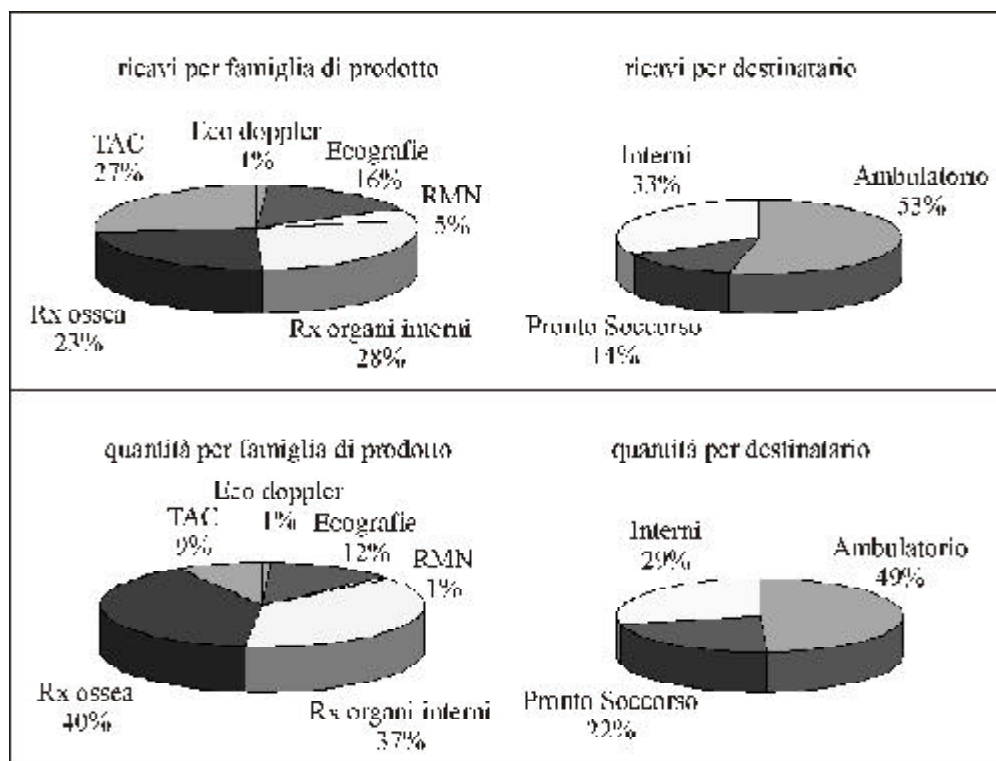 ricavi per famiglia di prodotto
TAC
27%
Eco doppler
1%
Ecografie
16%
RMN
5%
Rx ossea
23%
Rx organi interni
28%
ricavi per destinatario
Interni
33%
Ambulatorio
53%
Pronto Soccorso
14%
quantità per famiglia di prodotto
TAC
9%
Eco doppler
1%
Ecografie
12%
RMN
1%
Rx ossea
40%
Rx organi interni
37%
quantità per destinatario
Interni
29%
Ambulatorio
49%
Pronto Soccorso
22%